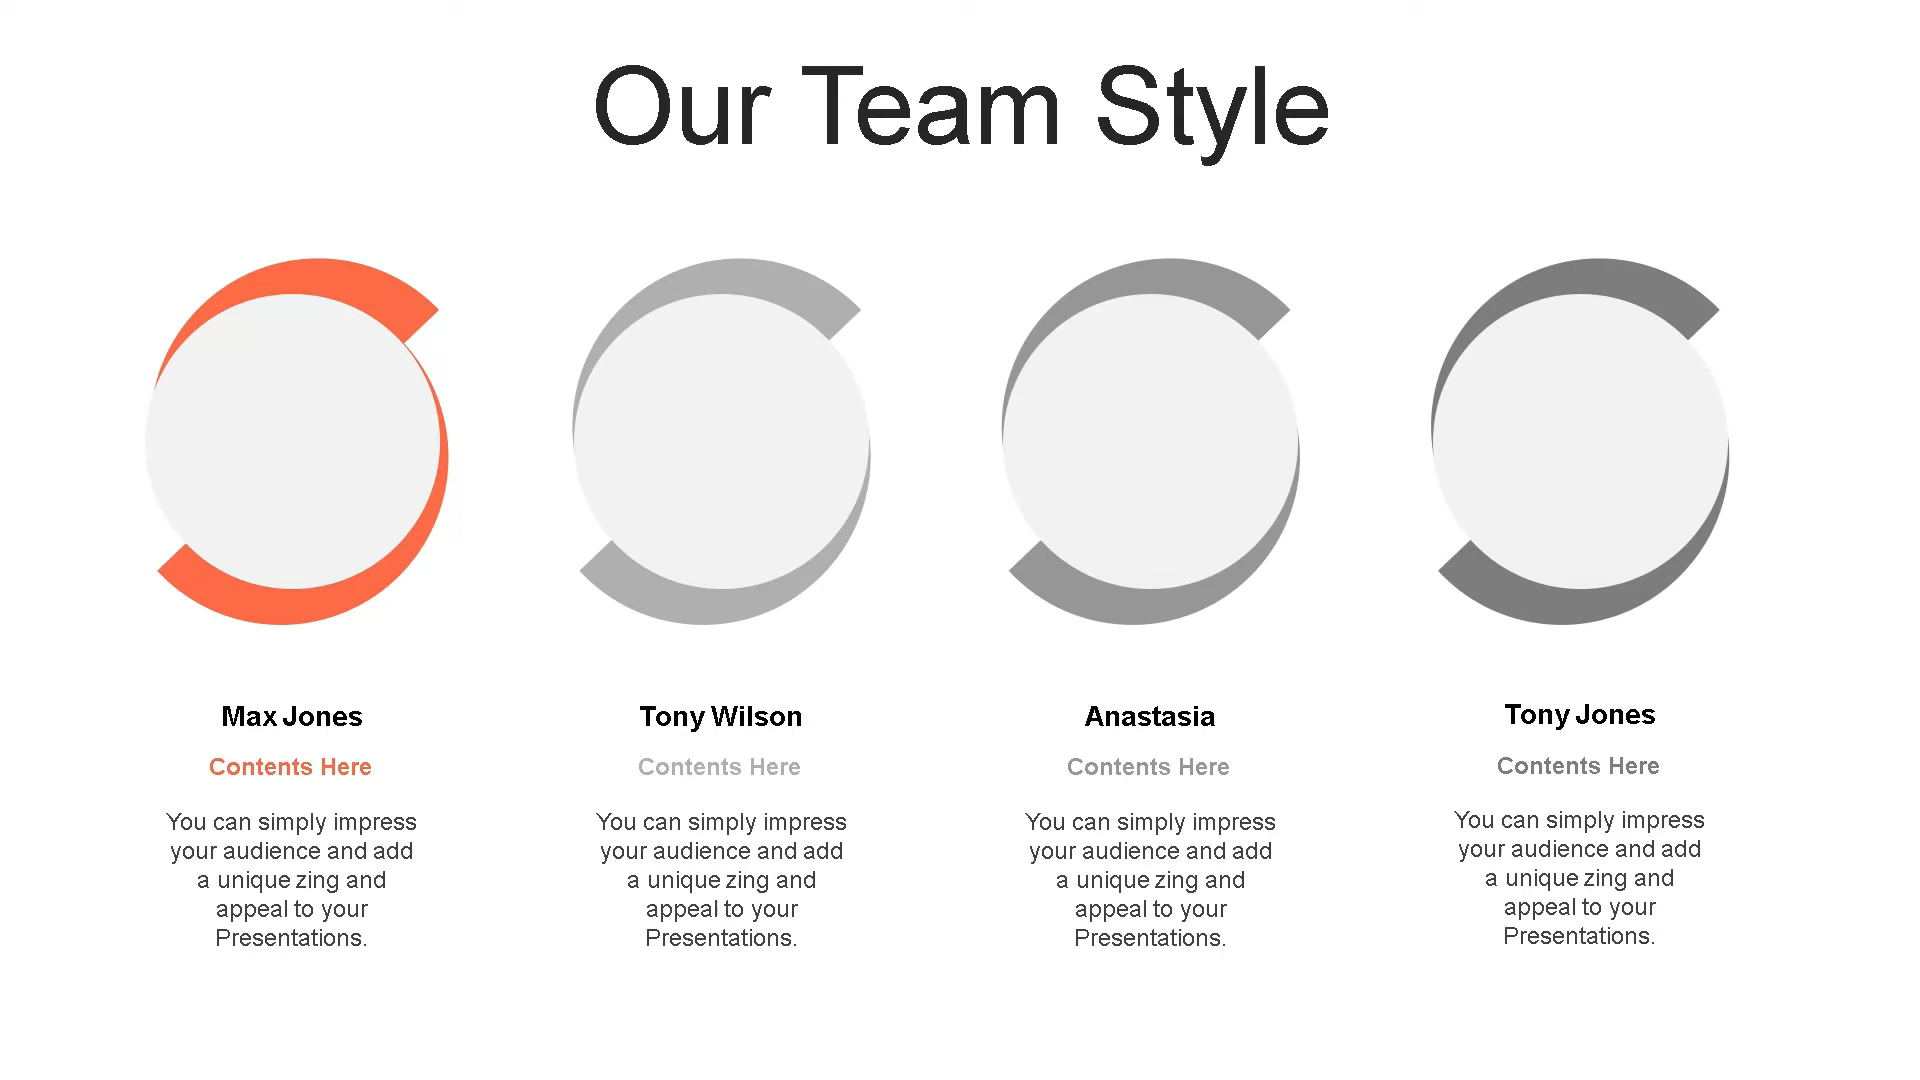 Our Team Style
Max Jones
Contents Here
You can simply impress
your audience and add
a unique zing and
appeal to your
Presentations.
Tony Wilson
Contents Here
You can simply impress
your audience and add
a unique zing and
appeal to your
Presentations.
Anastasia
Contents Here
You can simply impress
your audience and add
a unique zing and
appeal to your
Presentations.
Tony Jones
Contents Here
You can simply impress
your audience and add
a unique zing and
appeal to your
Presentations.